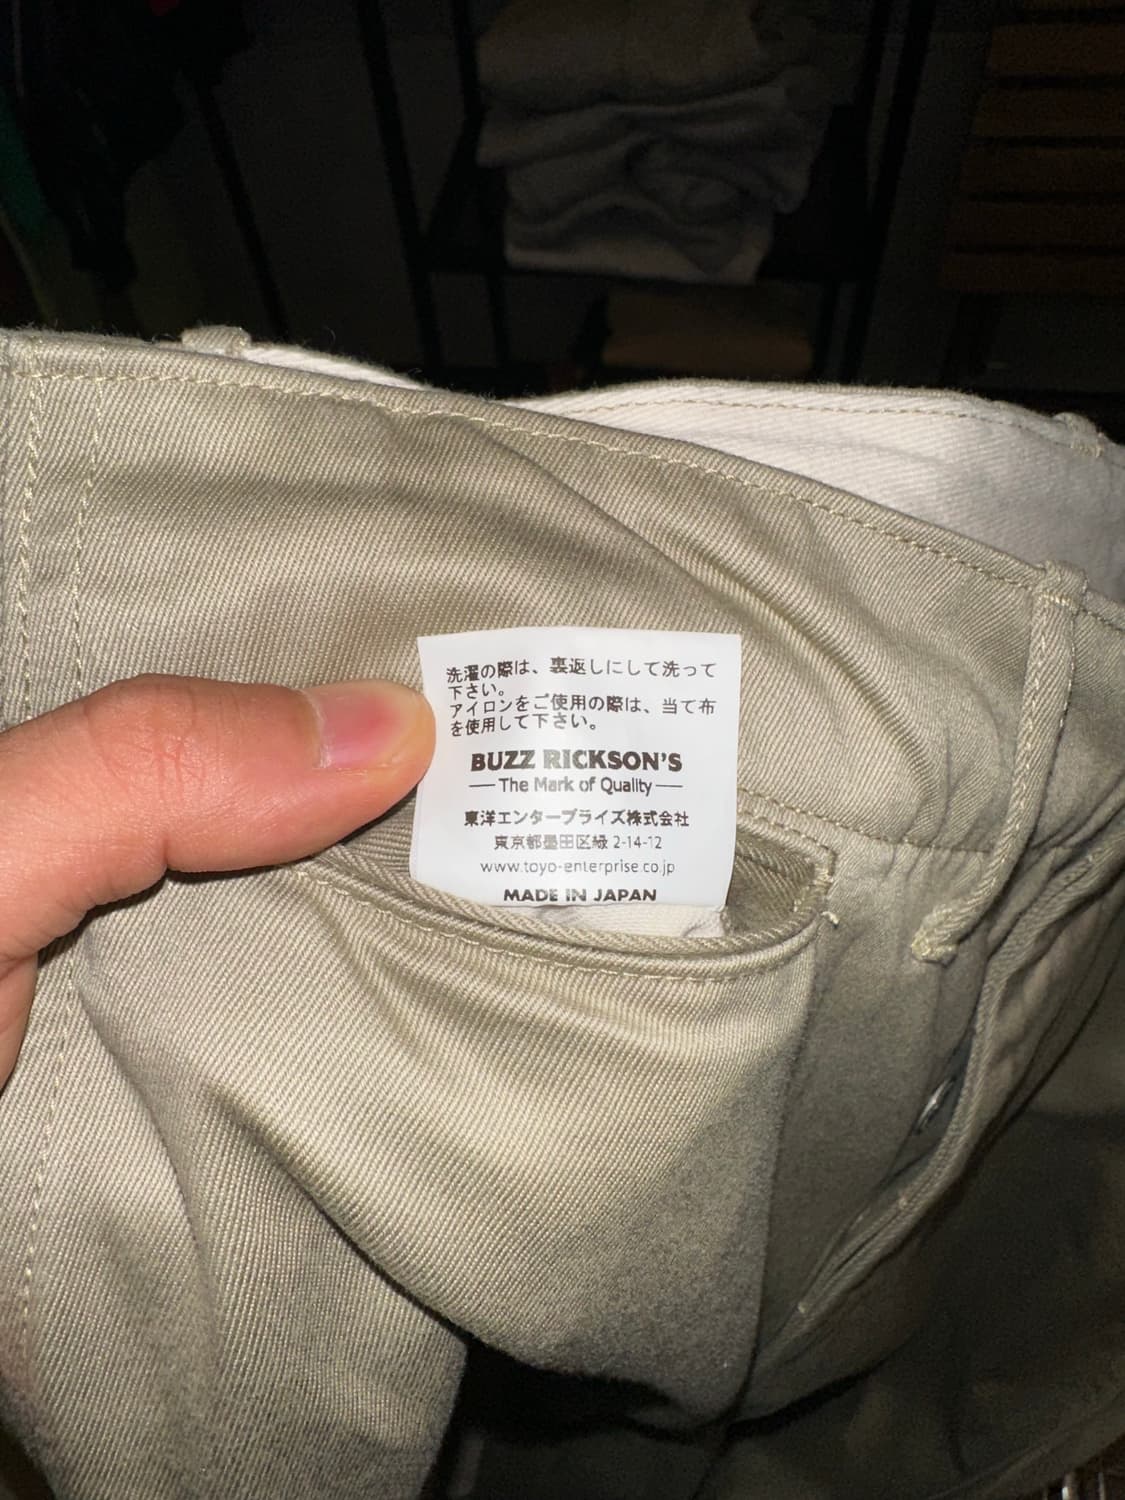 洗濯の際は、裏返しにして洗って
下さい。
アイロンをご使用の際は、当て布
を使用して下さい。
BUZZ RICKSON'S
The Mark of Quality
東洋エンタープライズ株式会社
東京都墨田区緑 2-14-12
www.toyo-enterprise.co.jp
MADE IN JAPAN